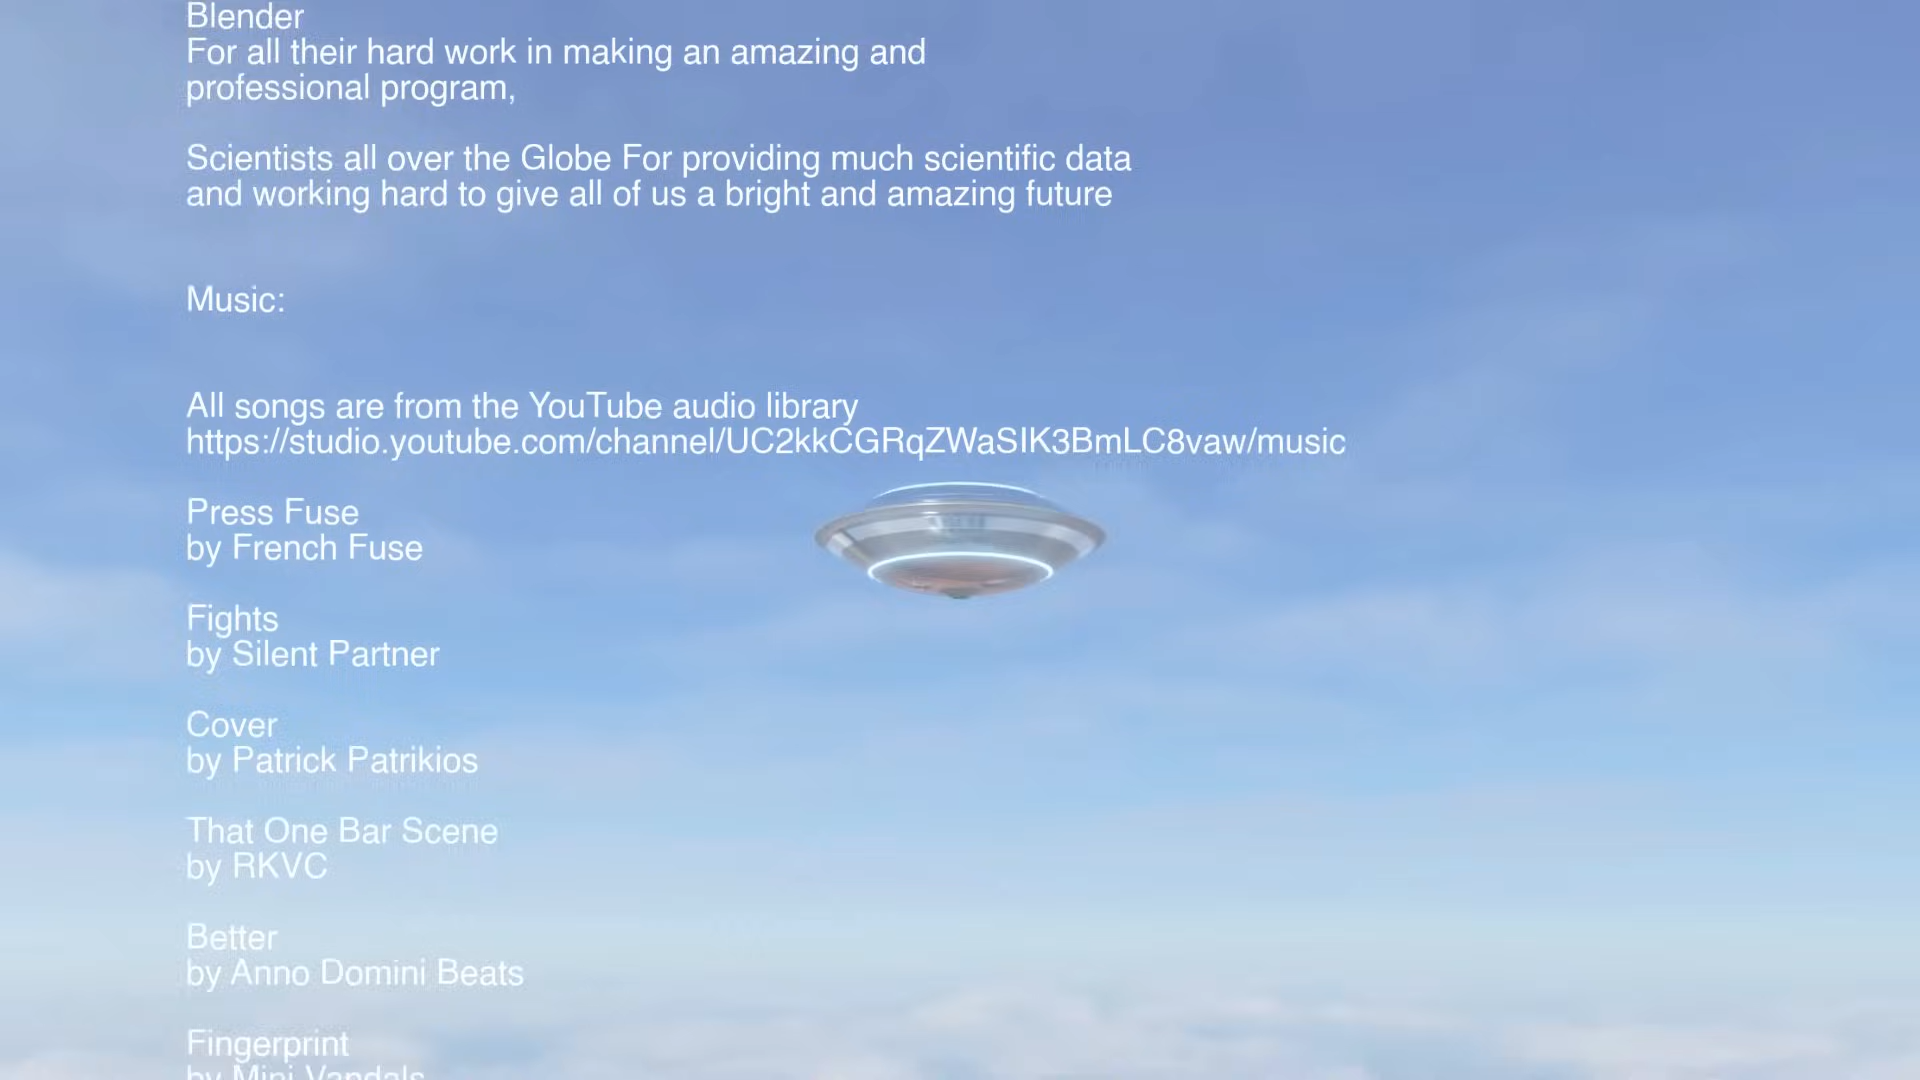 Blender
For all their hard work in making an amazing and
professional program,
Scientists all over the Globe For providing much scientific data
and working hard to give all of us a bright and amazing future
Music:
All songs are from the YouTube audio library
https://studio.youtube.com/channel/UC2kkCGRqZWaSIK3BmLC8vaw/music
Press Fuse
by French Fuse
Fights
by Silent Partner
Cover
by Patrick Patrikios
That One Bar Scene
by RKVC
Better
by Anno Domini Beats
Fingerprint
by Mini Vandals